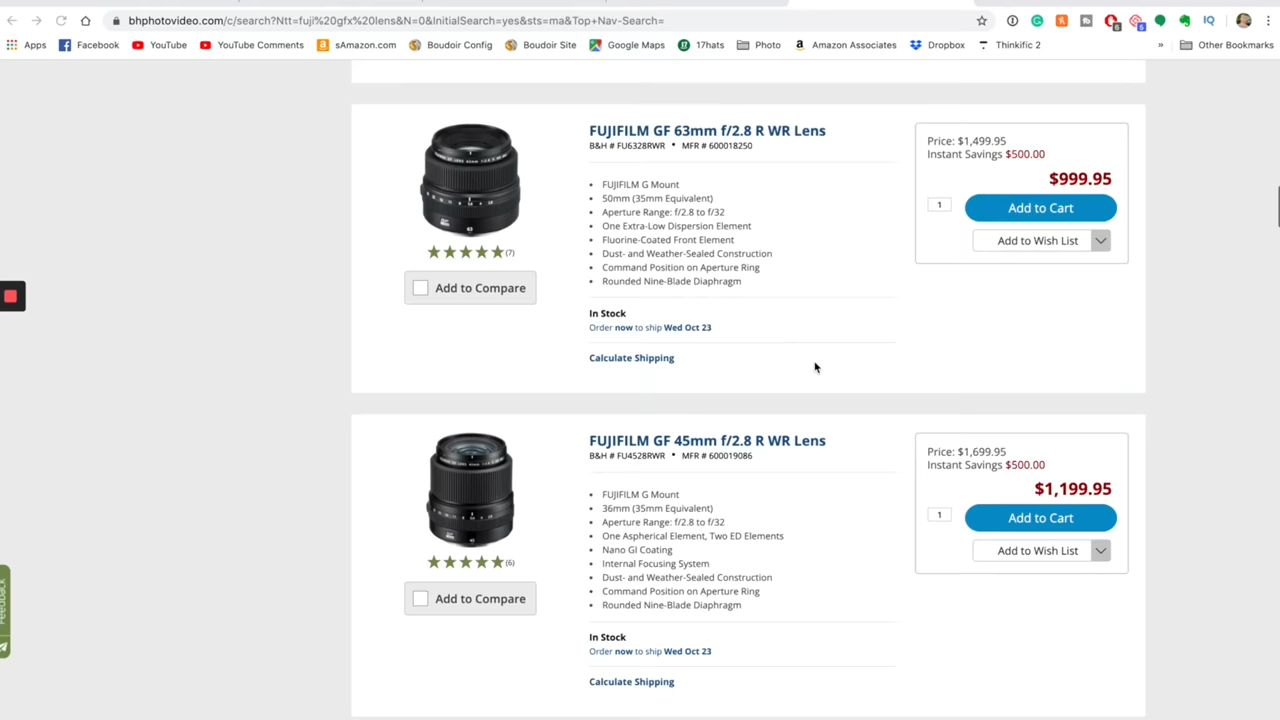 bhphotovideo.com/c/search?Ntt=fuji%20gfx%20lens&N=0&InitialSearch=yes&sts=ma&Top+Nav-Search=
Apps Facebook YouTube YouTube Comments sAmazon.com Boudoir Config Boudoir Site Google Maps 17hats Photo Amazon Associates Dropbox Thinkific 2 » Other Bookmarks
FUJIFILM GF 63mm f/2.8 R WR Lens
B&H # FU6328RWR • MFR # 600018250
FUJIFILM G Mount
50mm (35mm Equivalent)
Aperture Range: f/2.8 to f/32
One Extra-Low Dispersion Element
Fluorine-Coated Front Element
Dust- and Weather-Sealed Construction
Command Position on Aperture Ring
Rounded Nine-Blade Diaphragm
(7)
Add to Compare
In Stock
Order now to ship Wed Oct 23
Calculate Shipping
Price: $1,499.95
Instant Savings $500.00
$999.95
1 Add to Cart
Add to Wish List
FUJIFILM GF 45mm f/2.8 R WR Lens
B&H # FU4528RWR • MFR # 600019086
FUJIFILM G Mount
36mm (35mm Equivalent)
Aperture Range: f/2.8 to f/32
One Aspherical Element, Two ED Elements
Nano GI Coating
Internal Focusing System
Dust- and Weather-Sealed Construction
Command Position on Aperture Ring
Rounded Nine-Blade Diaphragm
(6)
Add to Compare
In Stock
Order now to ship Wed Oct 23
Calculate Shipping
Price: $1,699.95
Instant Savings $500.00
$1,199.95
1 Add to Cart
Add to Wish List
Feedback